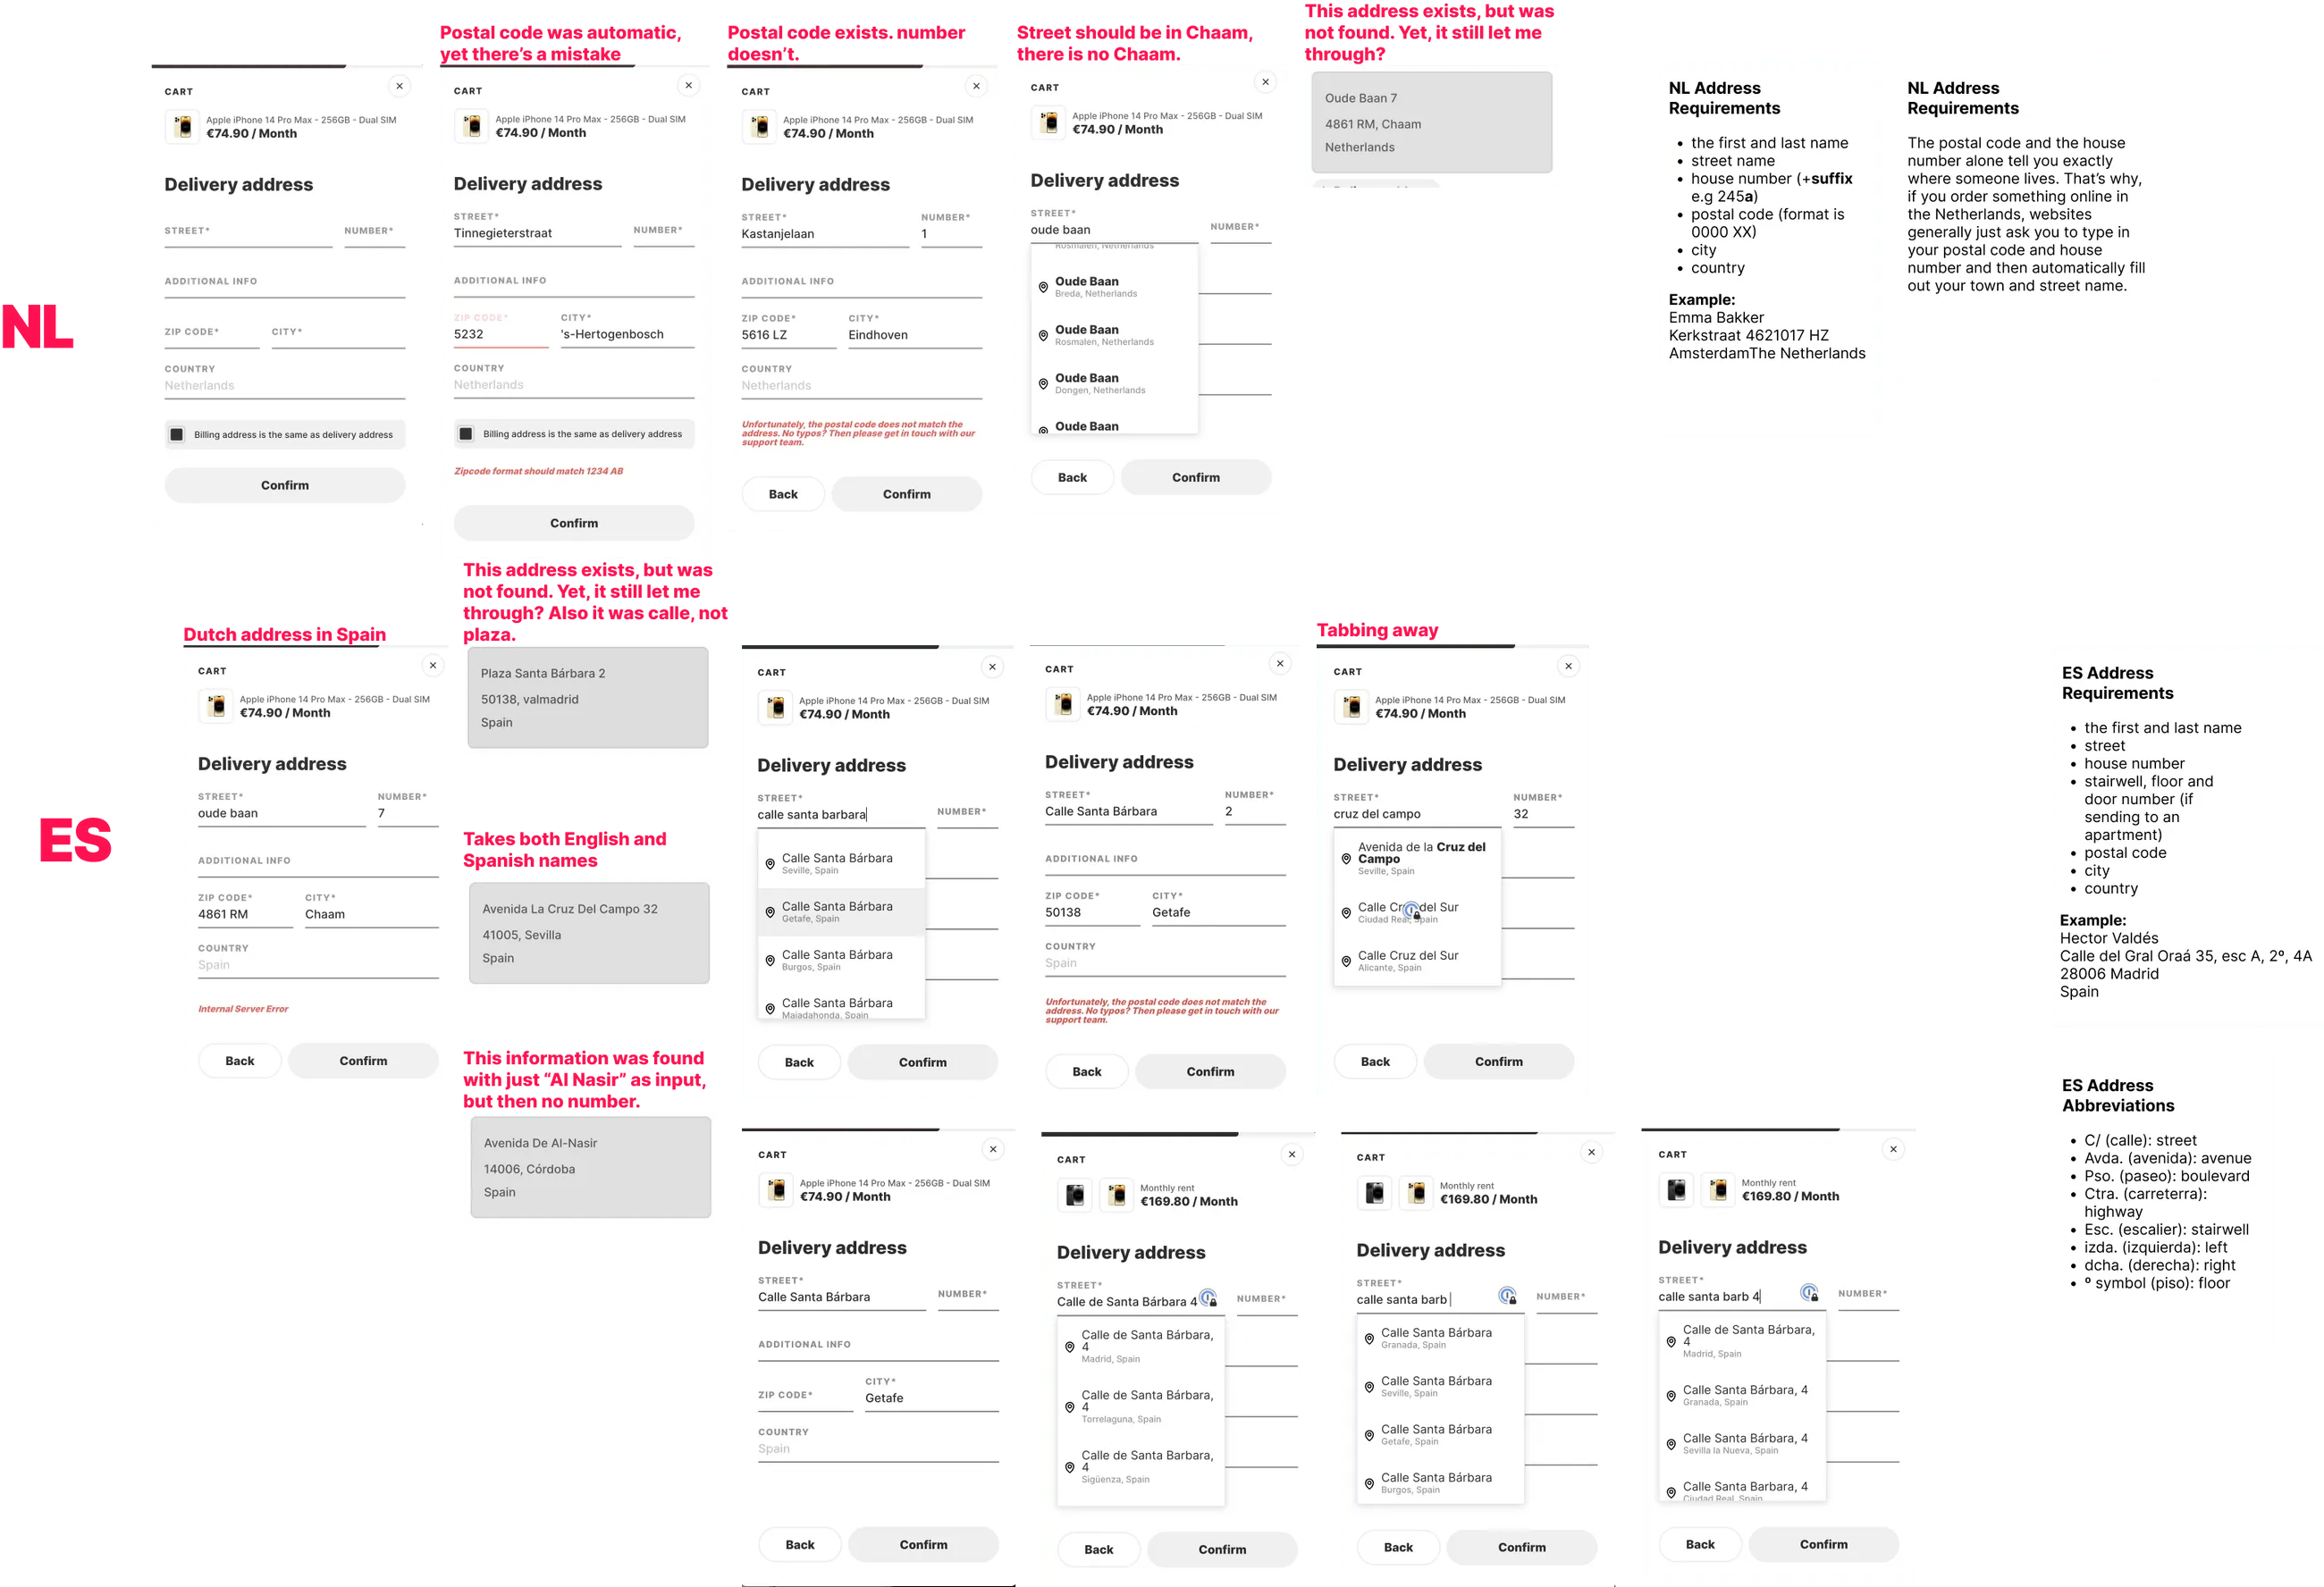 NL
CART
Apple iPhone 14 Pro Max - 256GB - Dual SIM
€74.90 / Month
Delivery address
STREET*
NUMBER*
ADDITIONAL INFO
ZIP CODE*
CITY*
COUNTRY
Netherlands
Billing address is the same as delivery address
Confirm
Postal code was automatic,
yet there's a mistake
CART
Apple iPhone 14 Pro Max - 256GB - Dual SIM
€74.90 / Month
Delivery address
STREET*
Tinnegieterstraat
NUMBER*
ADDITIONAL INFO
ZIP CODE*
5232
CITY*
's-Hertogenbosch
COUNTRY
Netherlands
Billing address is the same as delivery address
Zipcode format should match 1234 AB
Confirm
Postal code exists. number
doesn't.
CART
Apple iPhone 14 Pro Max - 256GB - Dual SIM
€74.90 / Month
Delivery address
STREET*
Kastanjelaan
NUMBER*
1
ADDITIONAL INFO
ZIP CODE*
5616 LZ
CITY*
Eindhoven
COUNTRY
Netherlands
Unfortunately, the postal code does not match the
address. No typos? Then please get in touch with our
support team.
Back
Confirm
Street should be in Chaam,
there is no Chaam.
CART
Apple iPhone 14 Pro Max - 256GB - Dual SIM
€74.90 / Month
Delivery address
STREET*
oude baan
NUMBER*
Rosmalen, Netherlands
Oude Baan
Breda, Netherlands
Oude Baan
Rosmalen, Netherlands
Oude Baan
Dongen, Netherlands
Oude Baan
Back
Confirm
This address exists, but was
not found. Yet, it still let me
through?
Oude Baan 7
4861 RM, Chaam
Netherlands
NL Address
Requirements
• the first and last name
• street name
• house number (+suffix
e.g 245a)
• postal code (format is
0000 XX)
• city
• country
Example:
Emma Bakker
Kerkstraat 4621017 HZ
AmsterdamThe Netherlands
NL Address
Requirements
The postal code and the house
number alone tell you exactly
where someone lives. That's why,
if you order something online in
the Netherlands, websites
generally just ask you to type in
your postal code and house
number and then automatically fill
out your town and street name.
ES
Dutch address in Spain
CART
Apple iPhone 14 Pro Max - 256GB - Dual SIM
€74.90 / Month
Delivery address
STREET*
oude baan
NUMBER*
7
ADDITIONAL INFO
ZIP CODE*
4861 RM
CITY*
Chaam
COUNTRY
Spain
Internal Server Error
Back
Confirm
This address exists, but was
not found. Yet, it still let me
through? Also it was calle, not
plaza.
Plaza Santa Bárbara 2
50138, valmadrid
Spain
Takes both English and
Spanish names
Avenida La Cruz Del Campo 32
41005, Sevilla
Spain
This information was found
with just “Al Nasir” as input,
but then no number.
Avenida De Al-Nasir
14006, Córdoba
Spain
CART
Apple iPhone 14 Pro Max - 256GB - Dual SIM
€74.90 / Month
Delivery address
STREET*
calle santa barbara
NUMBER*
Calle Santa Bárbara
Seville, Spain
Calle Santa Bárbara
Getafe, Spain
Calle Santa Bárbara
Burgos, Spain
Calle Santa Bárbara
Majadahonda, Spain
Back
Confirm
CART
Apple iPhone 14 Pro Max - 256GB - Dual SIM
€74.90 / Month
Delivery address
STREET*
Calle Santa Bárbara
NUMBER*
2
ADDITIONAL INFO
ZIP CODE*
50138
CITY*
Getafe
COUNTRY
Spain
Unfortunately, the postal code does not match the
address. No typos? Then please get in touch with our
support team.
Back
Confirm
Tabbing away
CART
Apple iPhone 14 Pro Max - 256GB - Dual SIM
€74.90 / Month
Delivery address
STREET*
cruz del campo
NUMBER*
32
Avenida de la Cruz del
Campo
Seville, Spain
Calle Cruz del Sur
Ciudad Real, Spain
Calle Cruz del Sur
Alicante, Spain
Back
Confirm
ES Address
Requirements
• the first and last name
• street
• house number
• stairwell, floor and
door number (if
sending to an
apartment)
• postal code
• city
• country
Example:
Hector Valdés
Calle del Gral Oraá 35, esc A, 2º, 4A
28006 Madrid
Spain
CART
Apple iPhone 14 Pro Max - 256GB - Dual SIM
€74.90 / Month
Delivery address
STREET*
Calle Santa Bárbara
NUMBER*
ADDITIONAL INFO
ZIP CODE*
CITY*
Getafe
COUNTRY
Spain
Back
Confirm
CART
Monthly rent
€169.80 / Month
Delivery address
STREET*
Calle de Santa Bárbara 4
NUMBER*
Calle de Santa Bárbara,
4
Madrid, Spain
Calle de Santa Bárbara,
4
Torrelaguna, Spain
Calle de Santa Barbara,
4
Sigüenza, Spain
Back
Confirm
CART
Monthly rent
€169.80 / Month
Delivery address
STREET*
calle santa barb
NUMBER*
Calle Santa Bárbara
Granada, Spain
Calle Santa Bárbara
Seville, Spain
Calle Santa Bárbara
Getafe, Spain
Calle Santa Bárbara
Burgos, Spain
Back
Confirm
CART
Monthly rent
€169.80 / Month
Delivery address
STREET*
calle santa barb 4
NUMBER*
Calle de Santa Bárbara,
4
Madrid, Spain
Calle Santa Bárbara, 4
Granada, Spain
Calle Santa Bárbara, 4
Sevilla la Nueva, Spain
Calle Santa Barbara, 4
Ciudad Real, Spain
Back
Confirm
ES Address
Abbreviations
• C/ (calle): street
• Avda. (avenida): avenue
• Pso. (paseo): boulevard
• Ctra. (carreterra):
highway
• Esc. (escalier): stairwell
• izda. (izquierda): left
• dcha. (derecha): right
• º symbol (piso): floor